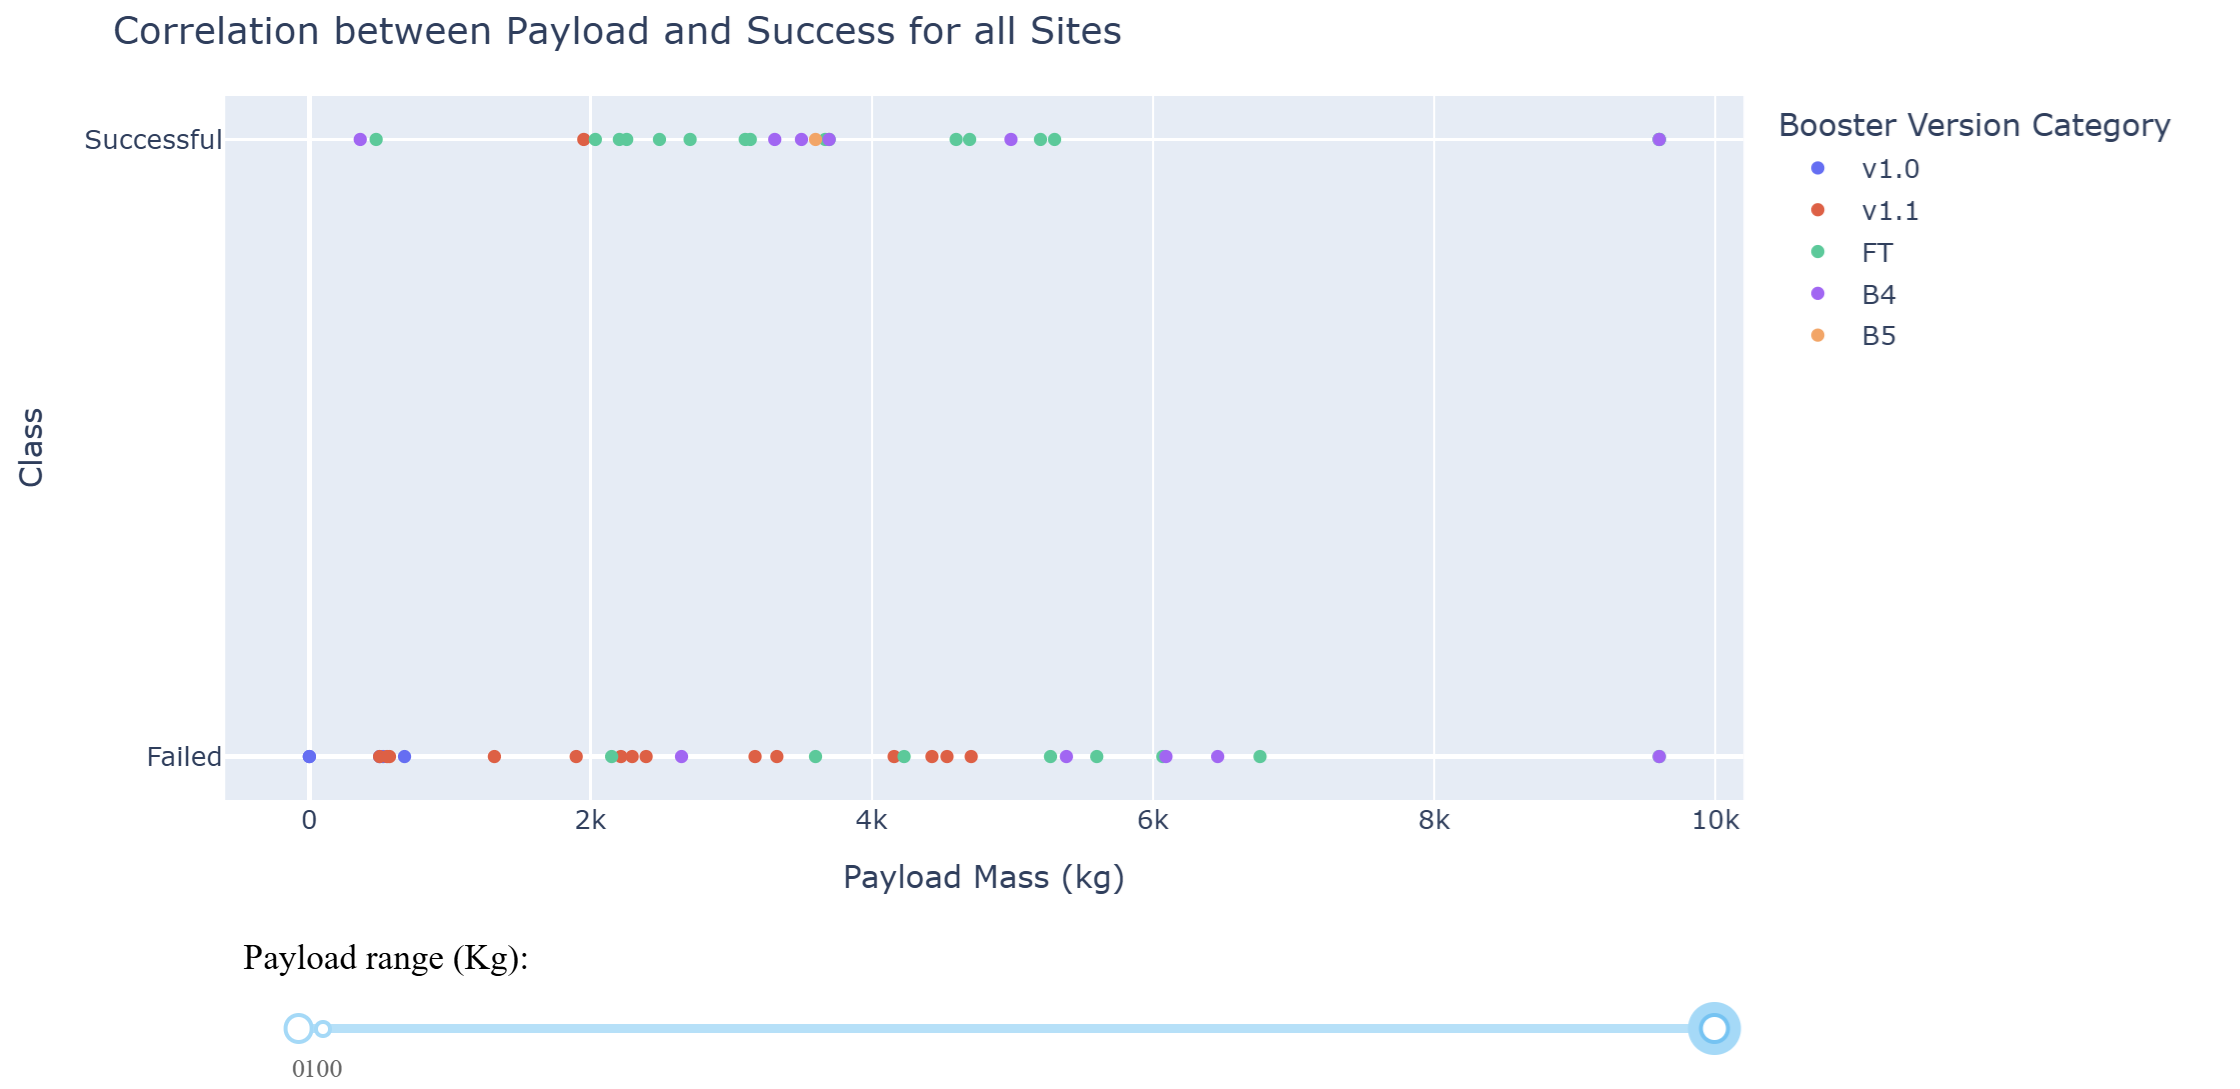 Correlation between Payload and Success for all Sites
Successful
Failed
Class
0 2k 4k 6k 8k 10k
Payload Mass (kg)
Booster Version Category
v1.0
v1.1
FT
B4
B5
Payload range (Kg):
0100